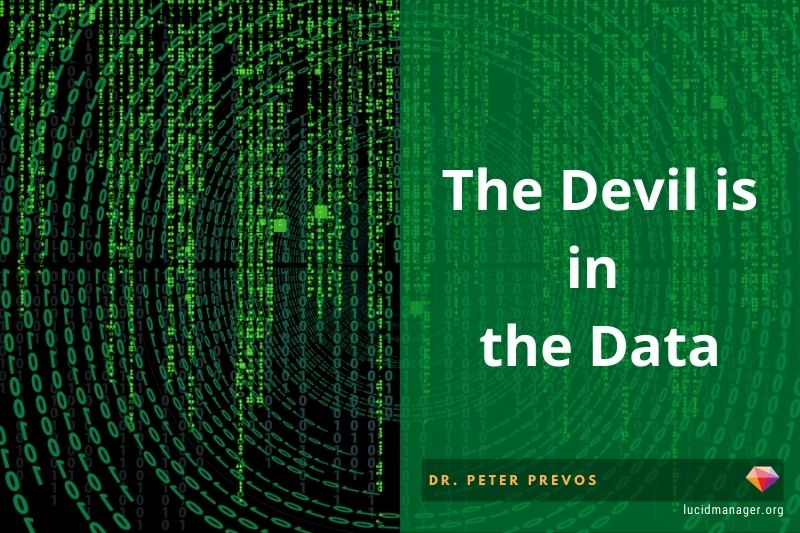 The Devil is
in
the Data
DR. PETER PREVOS
lucidmanager.org